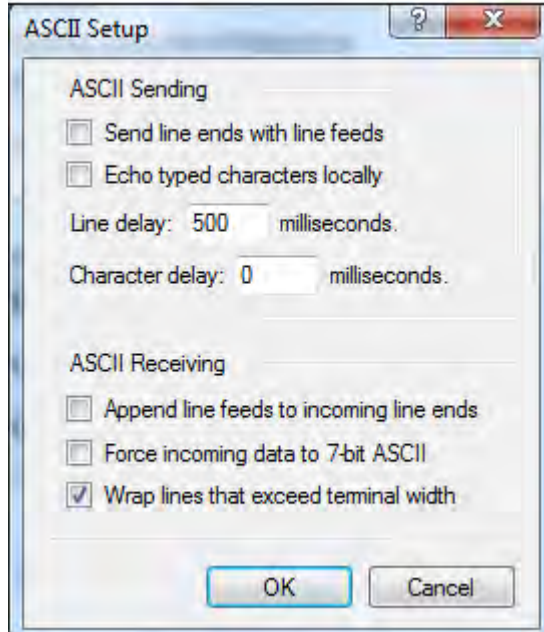 ASCII Setup
ASCII Sending
Send line ends with line feeds
Echo typed characters locally
Line delay: 500 milliseconds.
Character delay: 0 milliseconds.
ASCII Receiving
Append line feeds to incoming line ends
Force incoming data to 7-bit ASCII
Wrap lines that exceed terminal width
OK Cancel